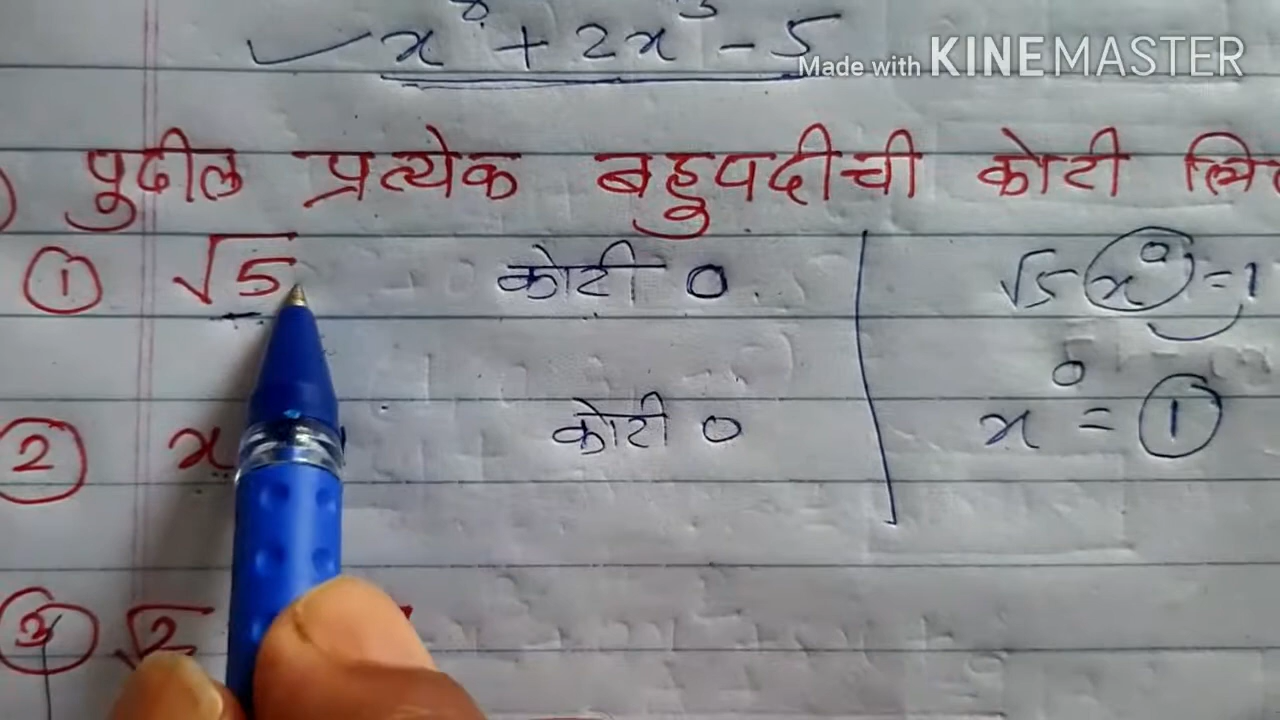 x + 2x³ - 5
Made with KINEMASTER
पुढील प्रत्येक बहुपदीची कोटी
① √5 कोटी 0 √5 x⁰ = 1
② x कोटी 0 x⁰ = ①
③ √2